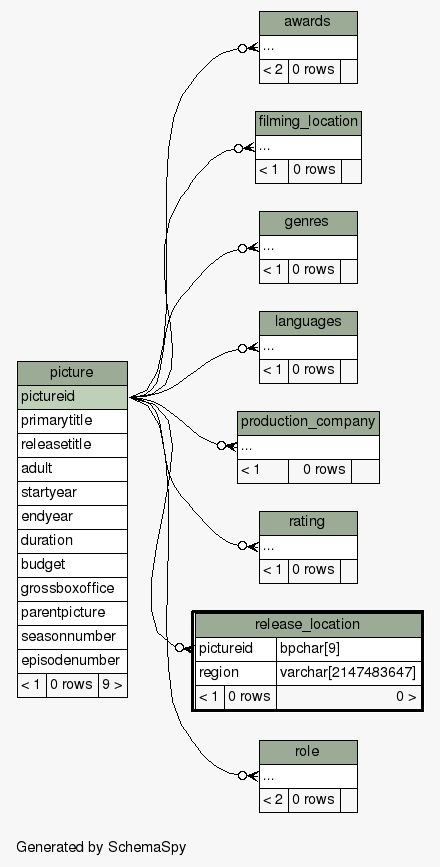 awards
...
< 2 0 rows
filming_location
...
< 1 0 rows
genres
...
< 1 0 rows
languages
...
< 1 0 rows
picture
pictureid
primarytitle
releasetitle
adult
startyear
endyear
duration
budget
grossboxoffice
parentpicture
seasonnumber
episodenumber
< 1 0 rows 9 >
production_company
...
< 1 0 rows
rating
...
< 1 0 rows
release_location
pictureid bpchar[9]
region varchar[2147483647]
< 1 0 rows 0 >
role
...
< 2 0 rows
Generated by SchemaSpy